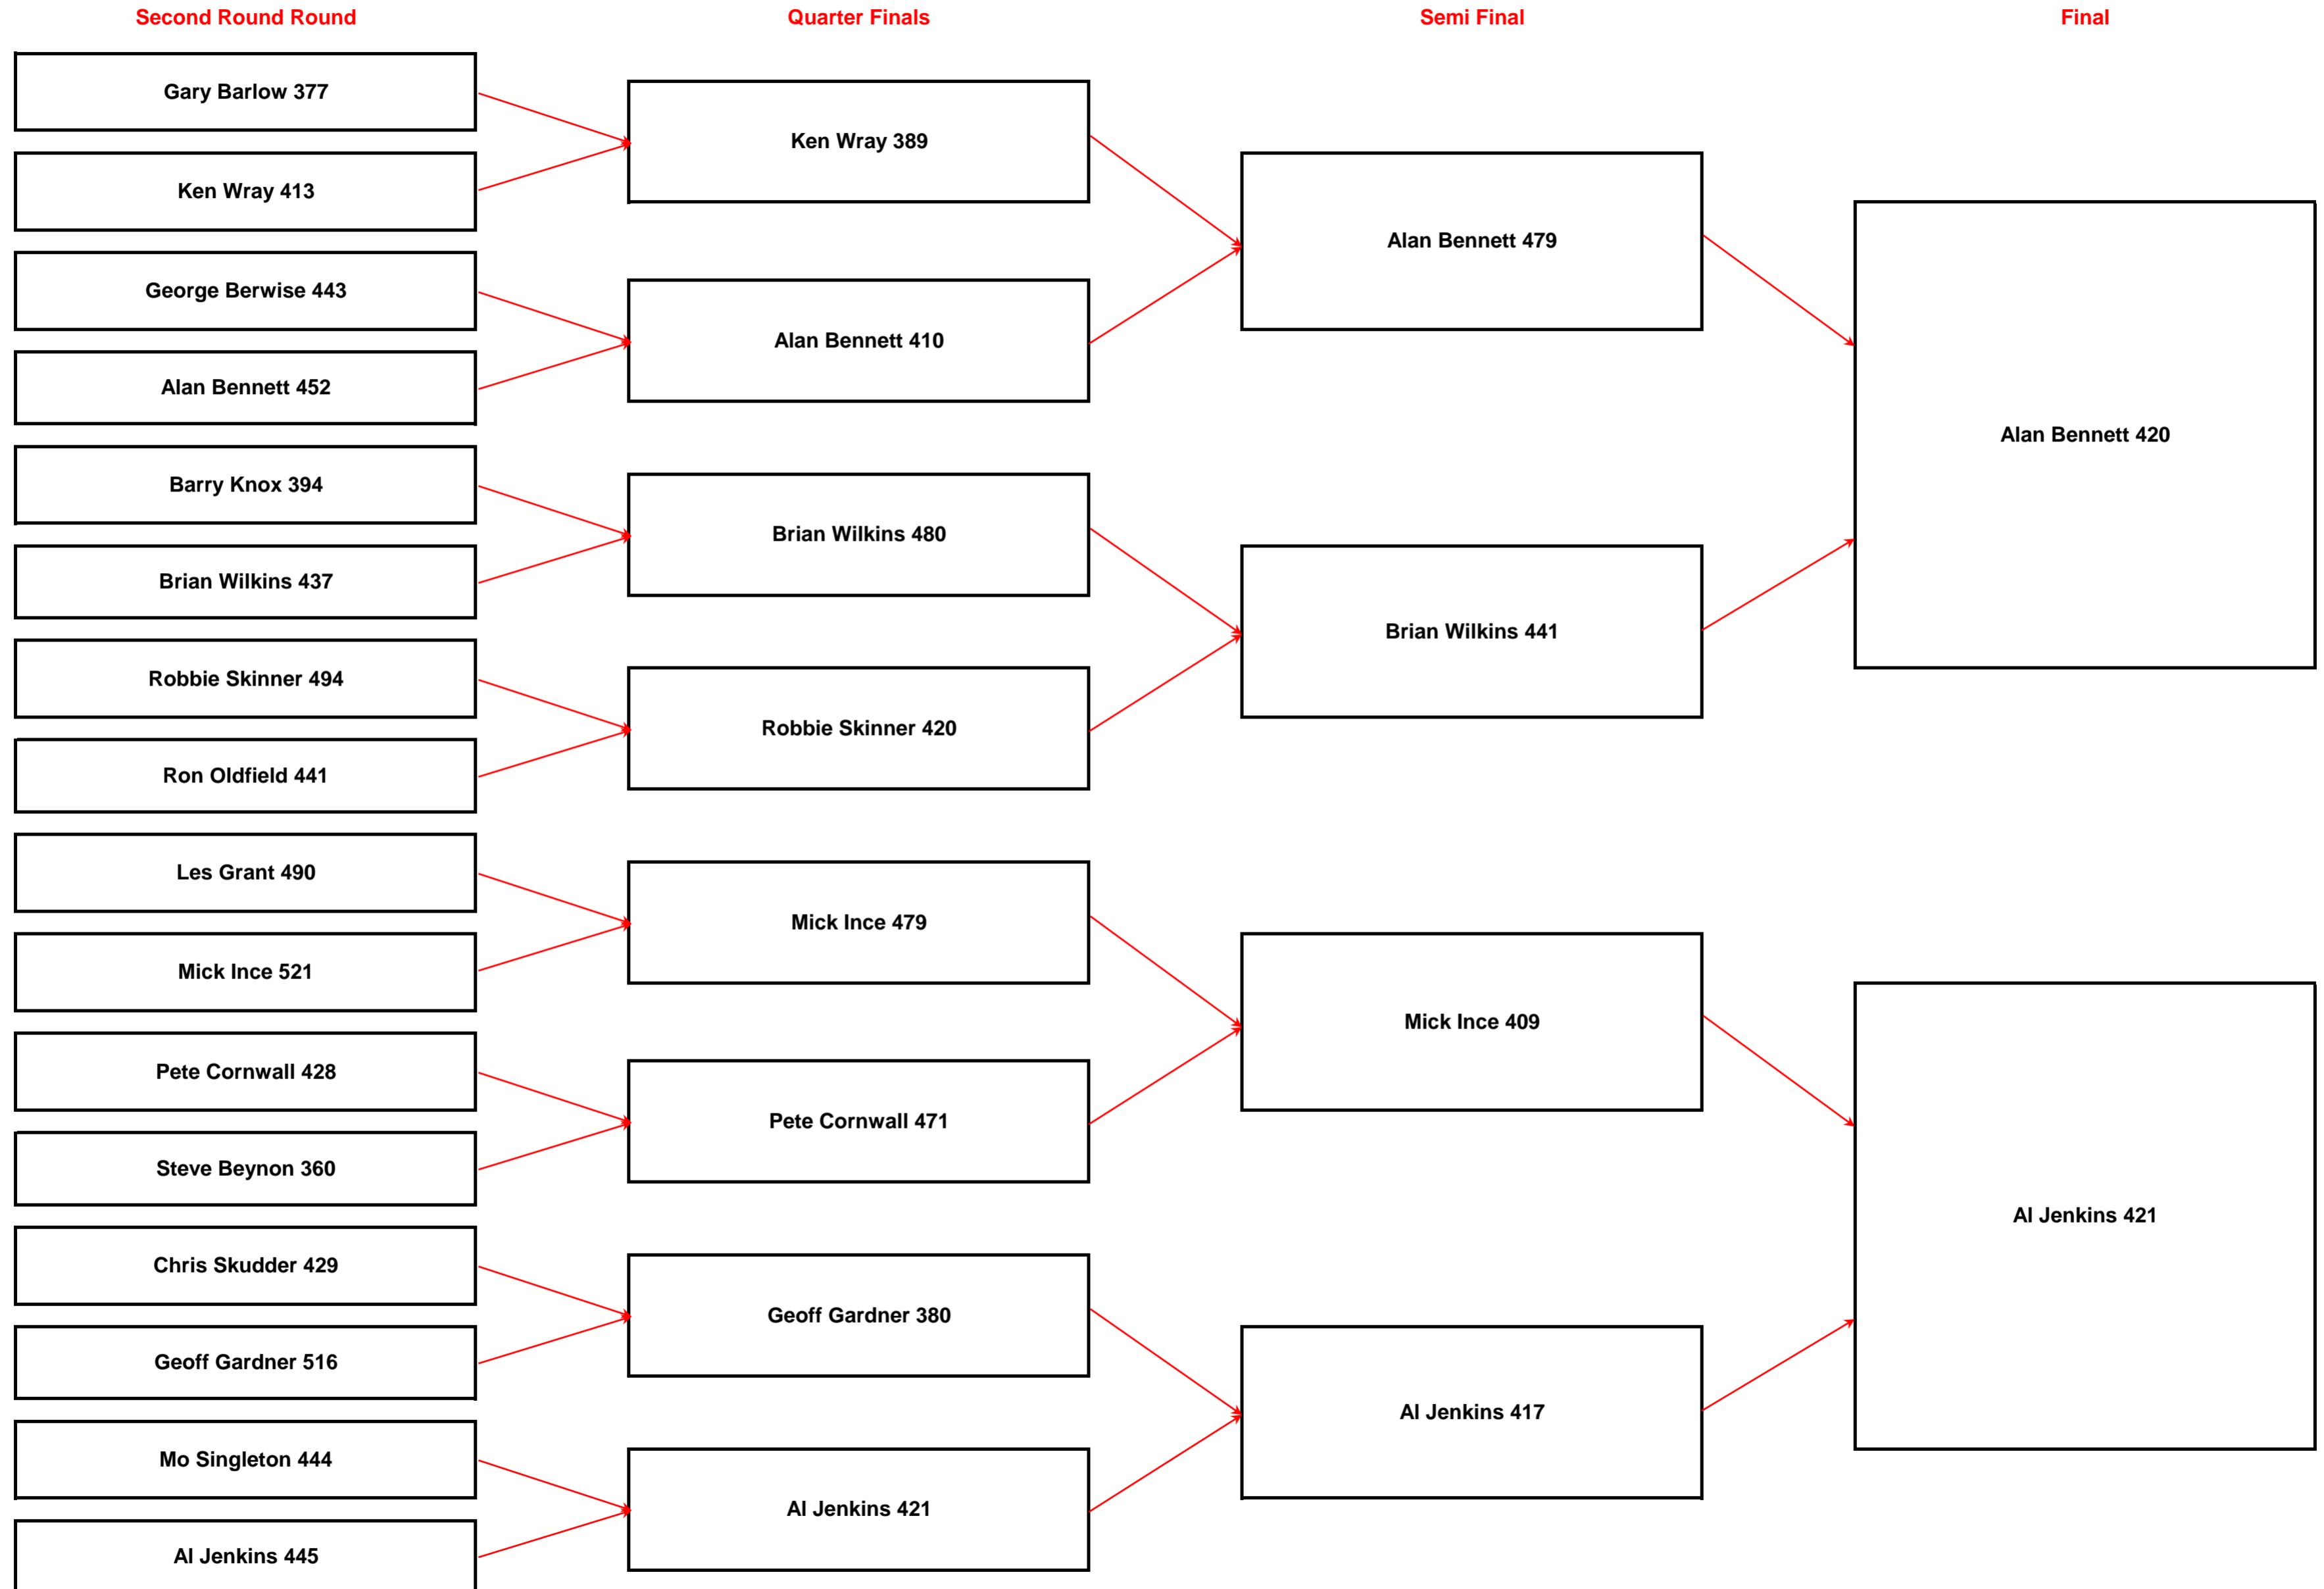 Second Round Round
Quarter Finals
Semi Final
Final
Gary Barlow 377
Ken Wray 413
George Berwise 443
Alan Bennett 452
Barry Knox 394
Brian Wilkins 437
Robbie Skinner 494
Ron Oldfield 441
Les Grant 490
Mick Ince 521
Pete Cornwall 428
Steve Beynon 360
Chris Skudder 429
Geoff Gardner 516
Mo Singleton 444
Al Jenkins 445
Ken Wray 389
Alan Bennett 410
Brian Wilkins 480
Robbie Skinner 420
Mick Ince 479
Pete Cornwall 471
Geoff Gardner 380
Al Jenkins 421
Alan Bennett 479
Brian Wilkins 441
Mick Ince 409
Al Jenkins 417
Alan Bennett 420
Al Jenkins 421